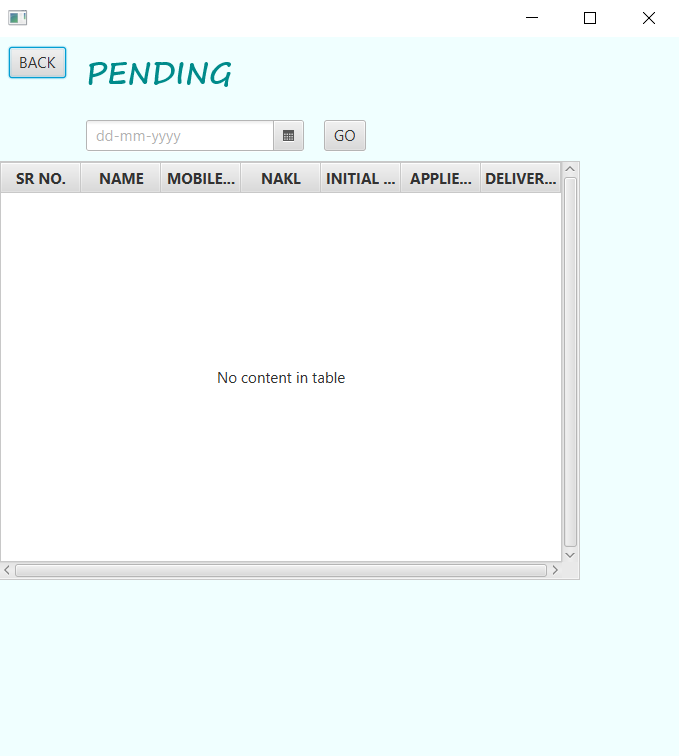 BACK
PENDING
dd-mm-yyyy GO
SR NO. NAME MOBILE... NAKL INITIAL ... APPLIE... DELIVER...
No content in table